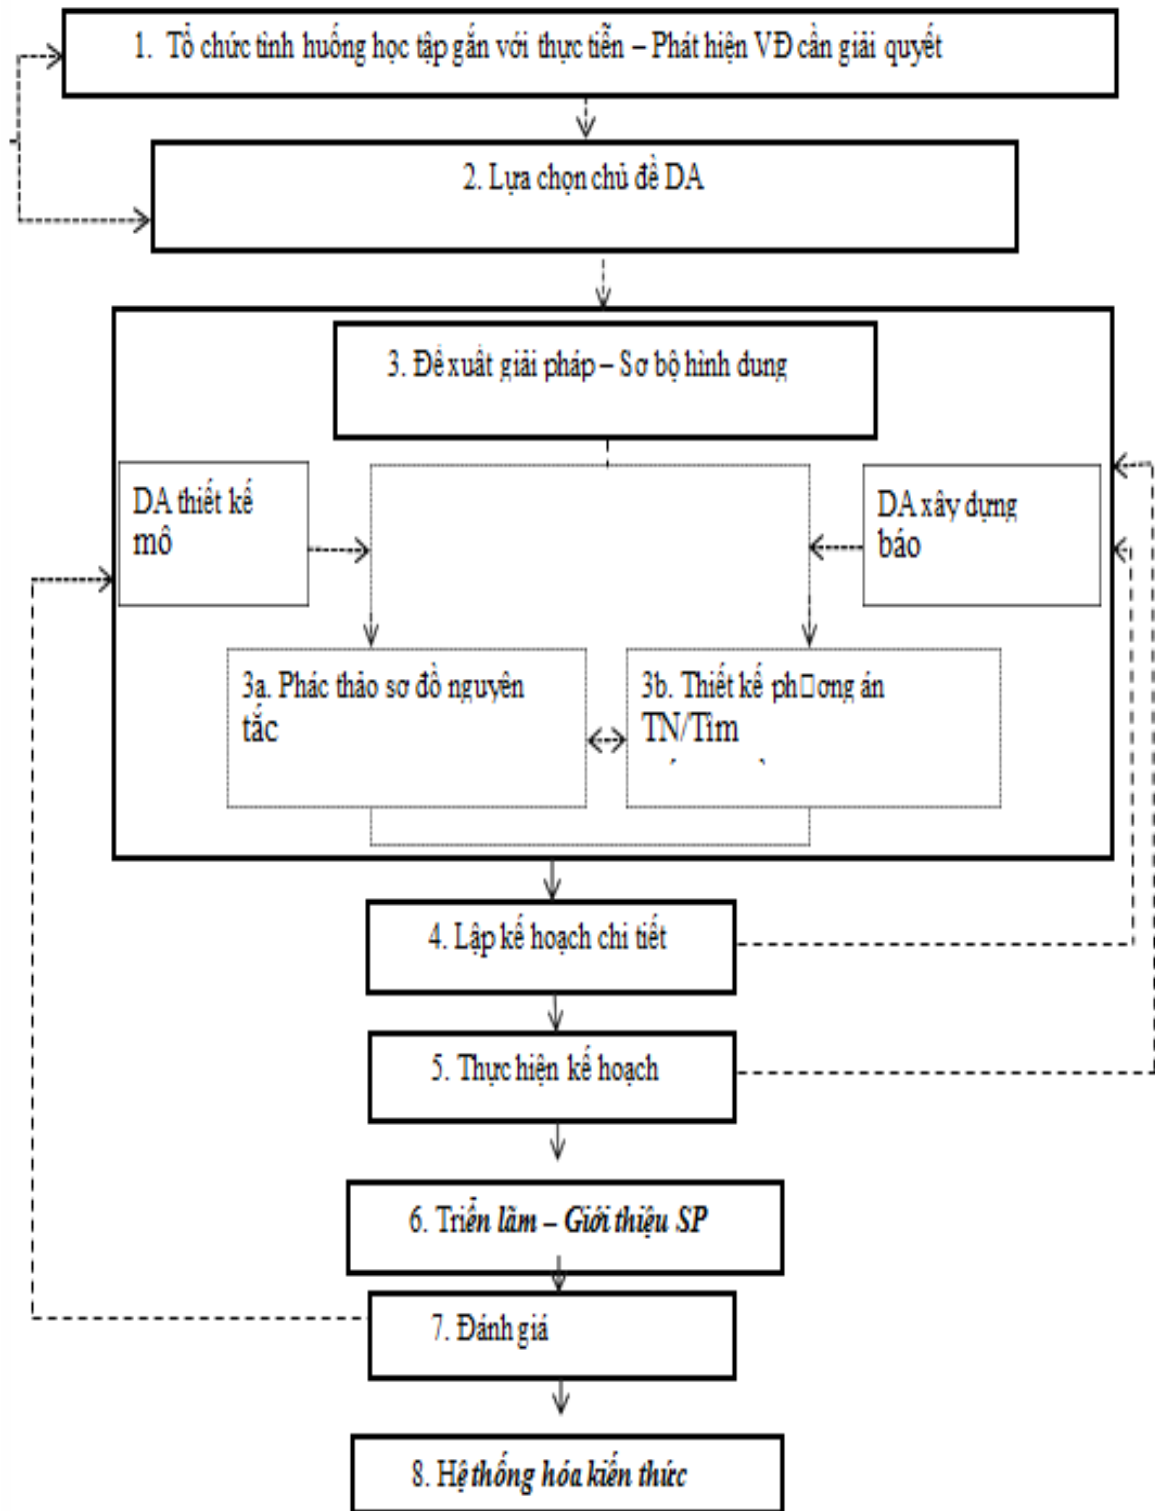 1. Tổ chức tình huống học tập gắn với thực tiễn – Phát hiện VĐ cần giải quyết
2. Lựa chọn chủ đề DA
3. Đề xuất giải pháp – Sơ bộ hình dung
DA thiết kế
mô
DA xây dựng
báo
3a. Phác thảo sơ đồ nguyên
tắc
3b. Thiết kế ph□ơng án
TN/Tìm
4. Lập kế hoạch chi tiết
5. Thực hiện kế hoạch
6. Triển lãm – Giới thiệu SP
7. Đánh giá
8. Hệ thống hóa kiến thức